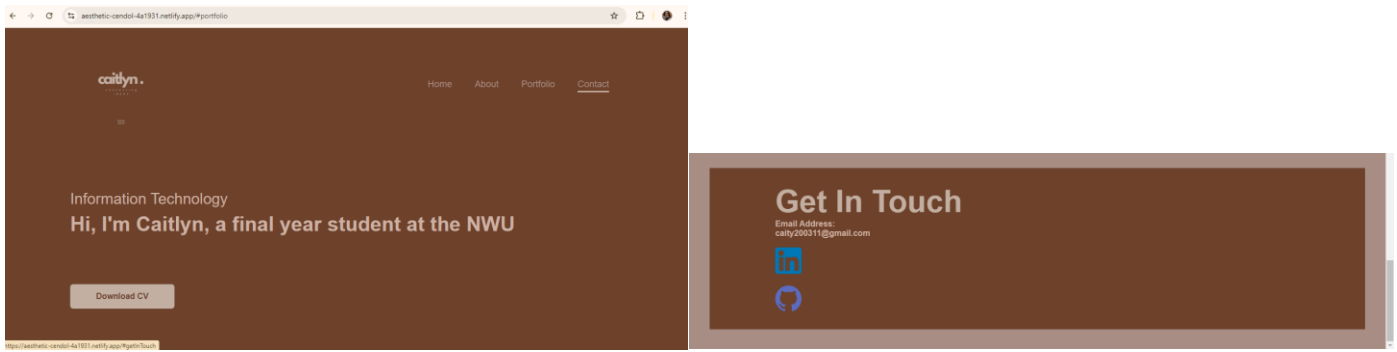 aesthetic-cendol-4a1931.netlify.app/#portfolio
caitlyn.
Home About Portfolio Contact
Information Technology
Hi, I'm Caitlyn, a final year student at the NWU
Download CV
https://aesthetic-cendol-4a1931.netlify.app/#getInTouch
Get In Touch
Email Address:
caity200311@gmail.com
in